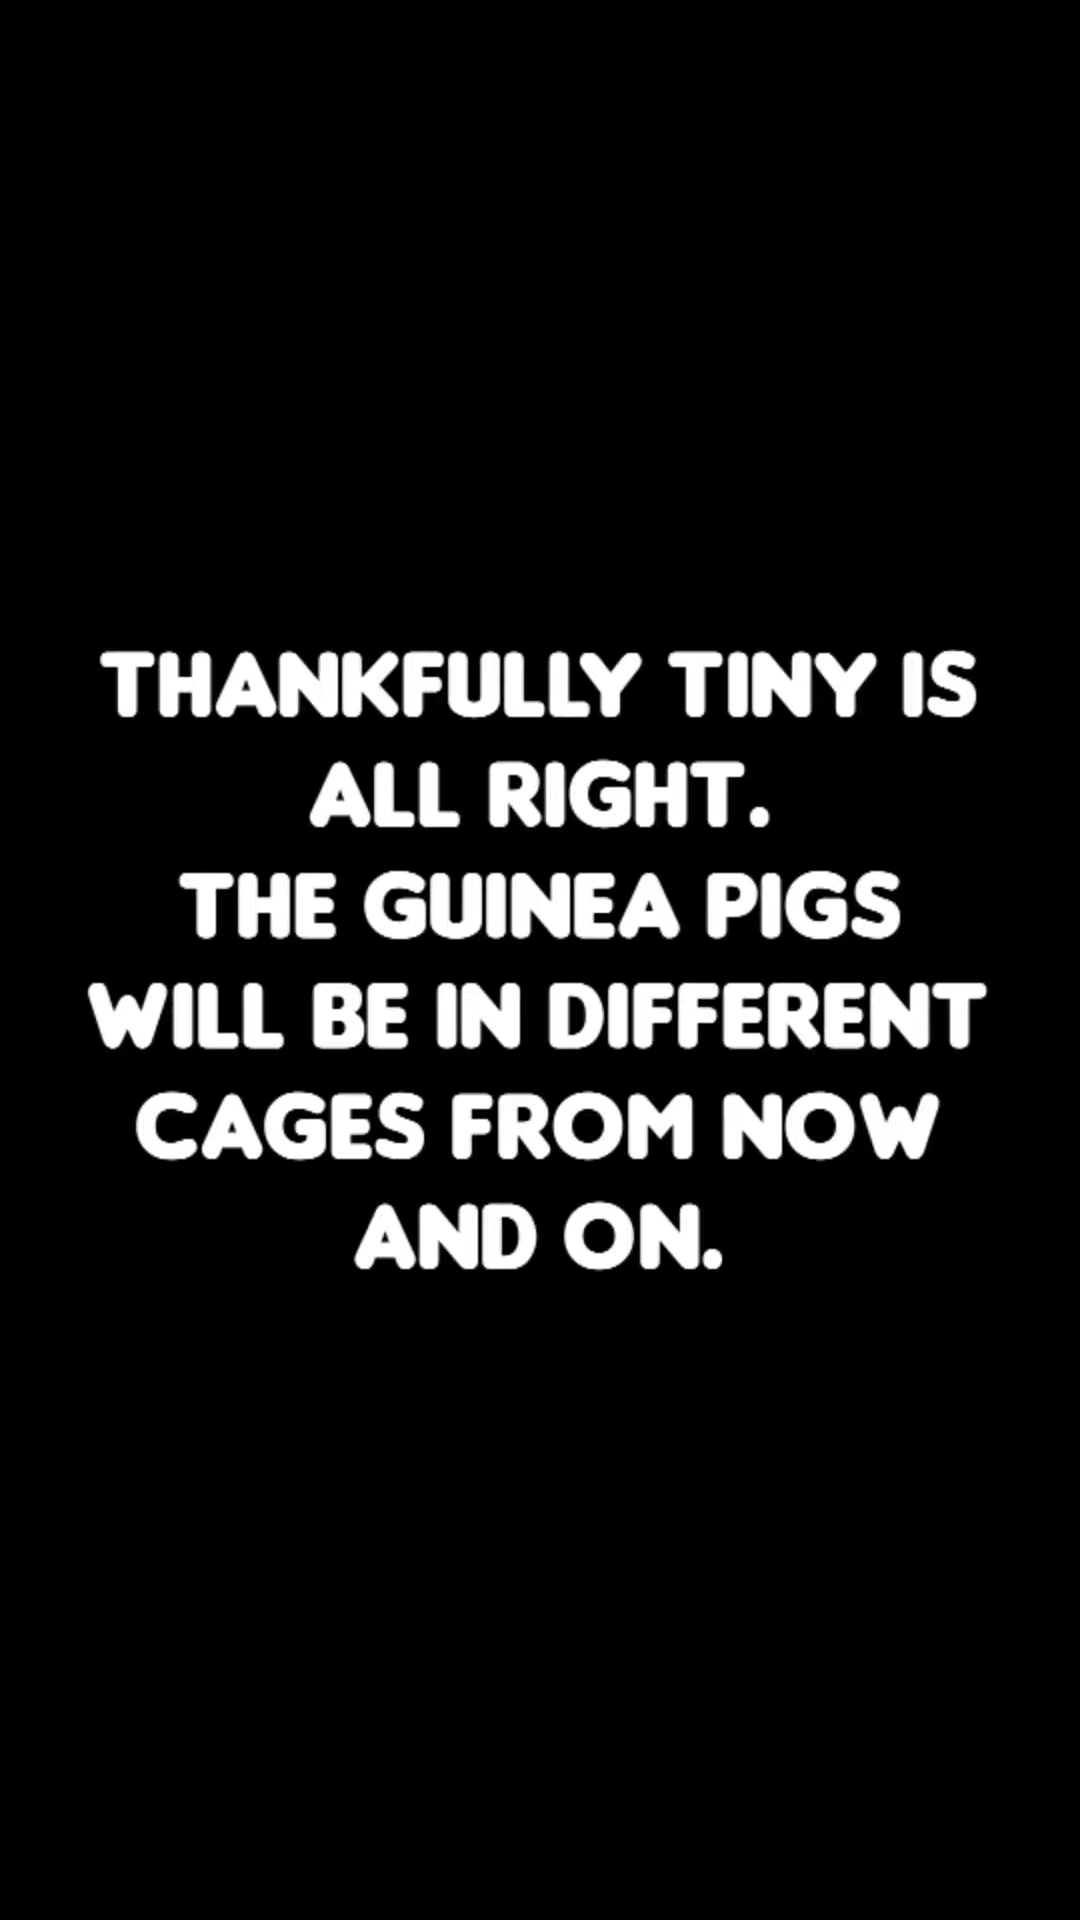 THANKFULLY TINY IS
ALL RIGHT.
THE GUINEA PIGS
WILL BE IN DIFFERENT
CAGES FROM NOW
AND ON.